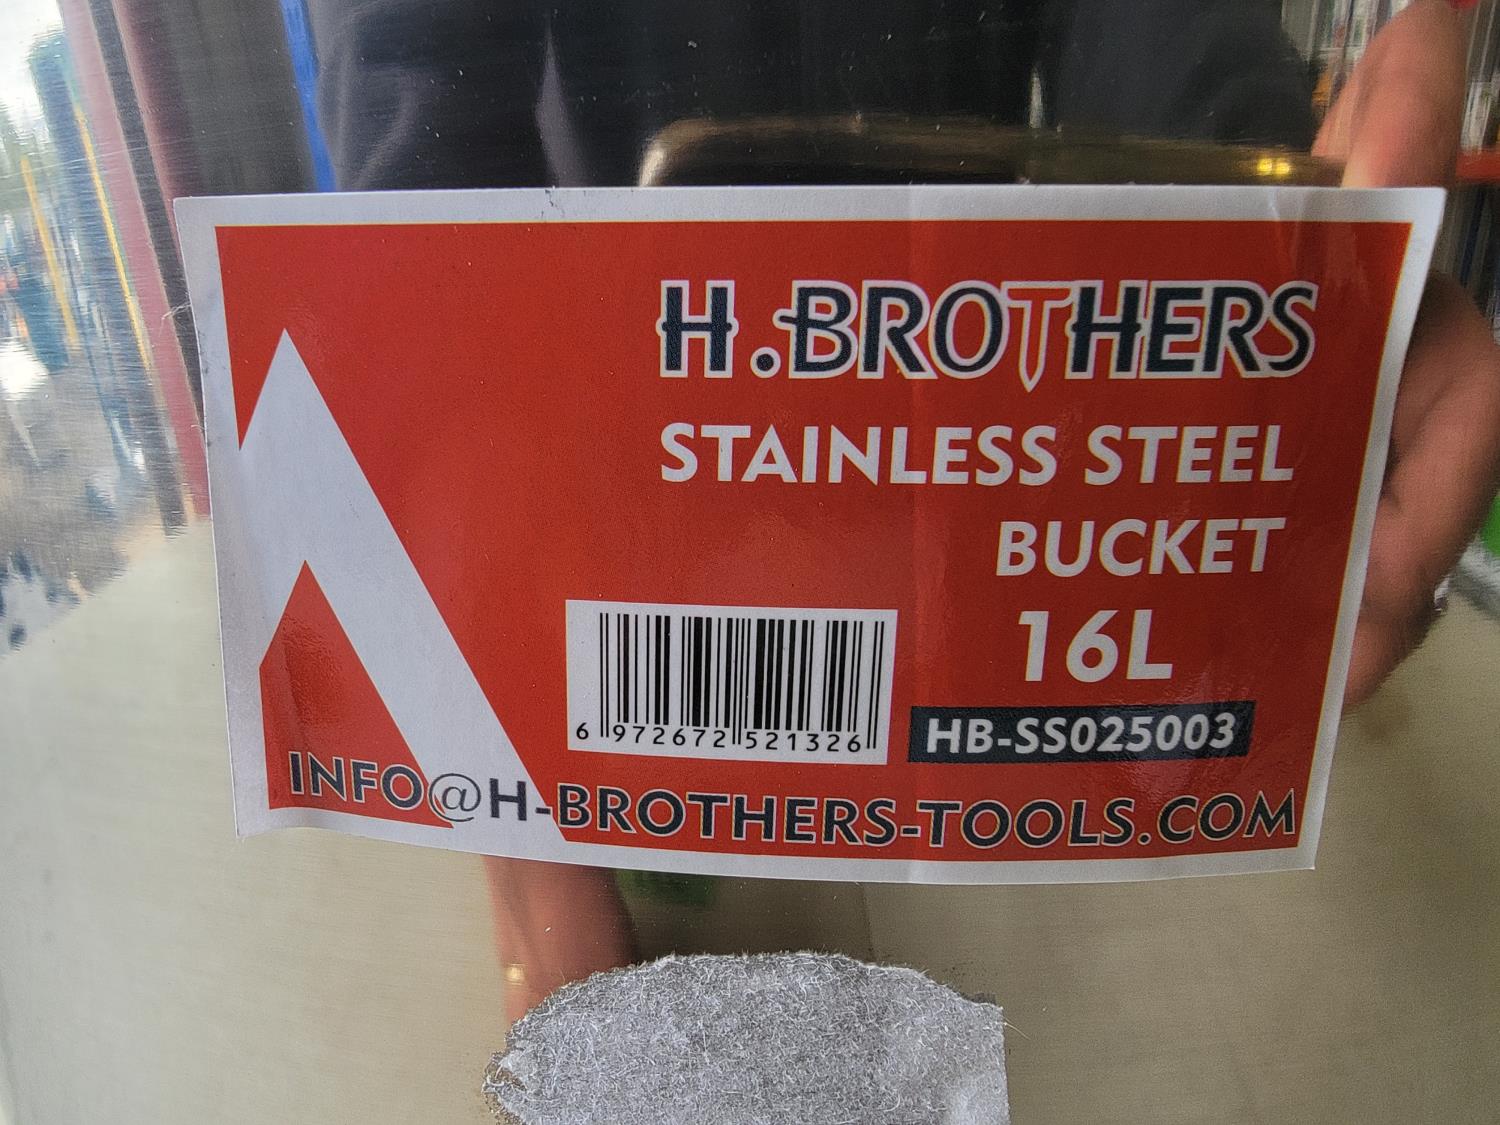 H.BROTHERS
STAINLESS STEEL
BUCKET
16L
6 972672 521326
HB-SS025003
INFO@H-BROTHERS-TOOLS.COM